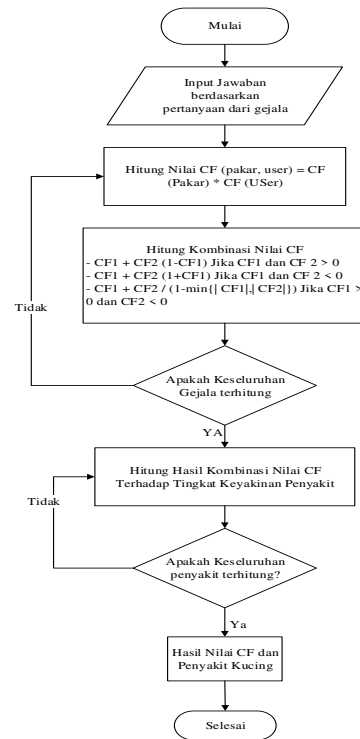 Mulai
Input Jawaban
berdasarkan
pertanyaan dari gejala
Hitung Nilai CF (pakar, user) = CF
(Pakar) * CF (USer)
Hitung Kombinasi Nilai CF
- CF1 + CF2 (1-CF1) Jika CF1 dan CF 2 > 0
- CF1 + CF2 (1+CF1) Jika CF1 dan CF 2 < 0
- CF1 + CF2 / (1-min{| CF1|,| CF2|}) Jika CF1 >
0 dan CF2 < 0
Tidak
Apakah Keseluruhan
Gejala terhitung
YA
Hitung Hasil Kombinasi Nilai CF
Terhadap Tingkat Keyakinan Penyakit
Tidak
Apakah Keseluruhan
penyakit terhitung?
Ya
Hasil Nilai CF dan
Penyakit Kucing
Selesai